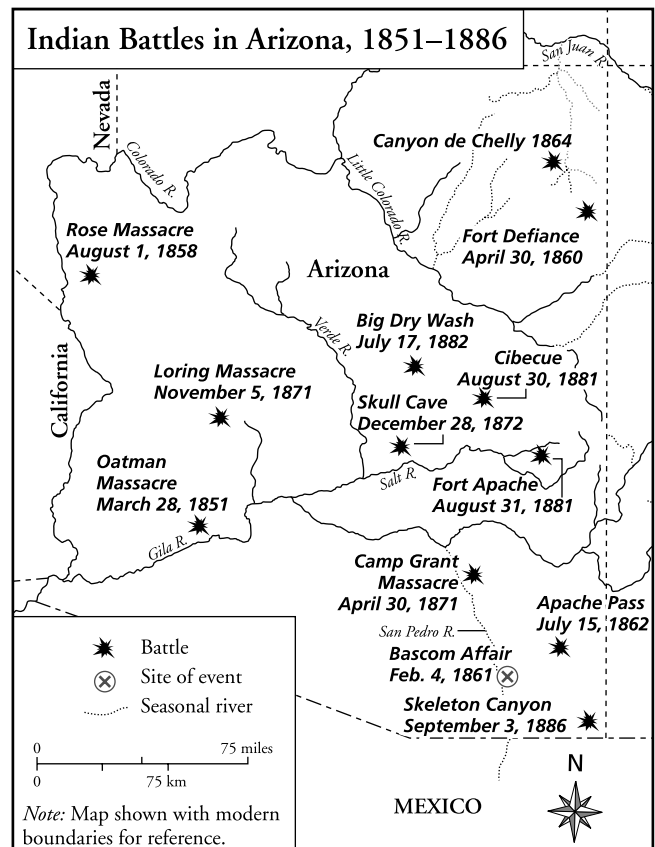 Indian Battles in Arizona, 1851–1886
San Juan R.
Nevada
Colorado R.
Little Colorado R.
Canyon de Chelly 1864
Rose Massacre
August 1, 1858
Fort Defiance
April 30, 1860
Arizona
Verde R.
Big Dry Wash
July 17, 1882
Cibecue
August 30, 1881
California
Loring Massacre
November 5, 1871
Skull Cave
December 28, 1872
Oatman
Massacre
March 28, 1851
Salt R.
Fort Apache
August 31, 1881
Gila R.
Camp Grant
Massacre
April 30, 1871
Apache Pass
July 15, 1862
San Pedro R.
Bascom Affair
Feb. 4, 1861
Skeleton Canyon
September 3, 1886
Battle
Site of event
Seasonal river
0 75 miles
0 75 km
Note: Map shown with modern
boundaries for reference.
MEXICO
N